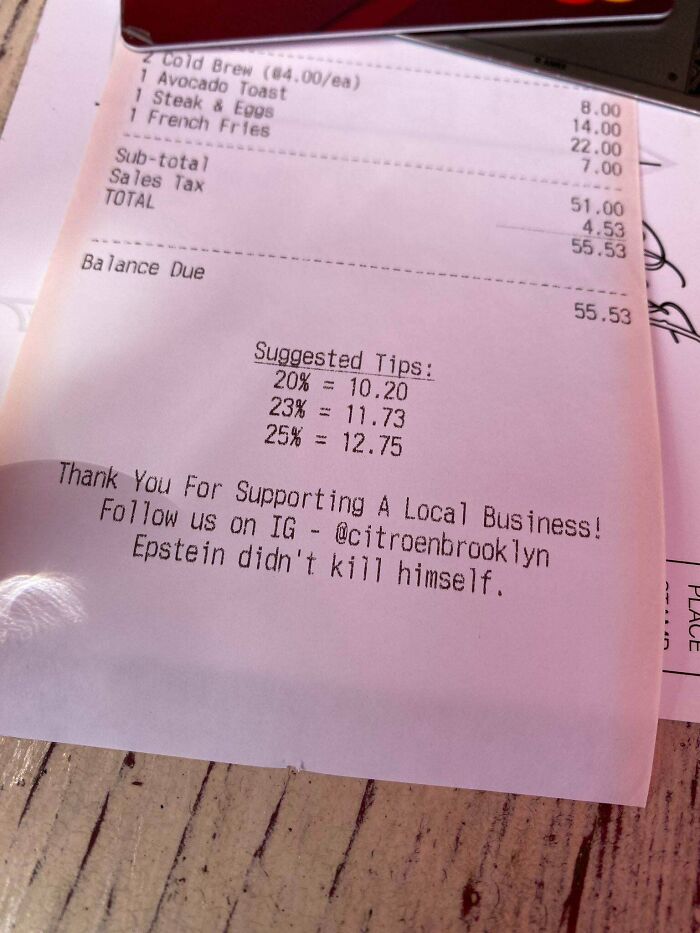 2 Cold Brew (@4.00/ea) 8.00
1 Avocado Toast 14.00
1 Steak & Eggs 22.00
1 French Fries 7.00
Sub-total 51.00
Sales Tax 4.53
TOTAL 55.53
Balance Due 55.53
Suggested Tips:
20% = 10.20
23% = 11.73
25% = 12.75
Thank You For Supporting A Local Business!
Follow us on IG - @citroenbrooklyn
Epstein didn't kill himself.
PLACE
STAMP